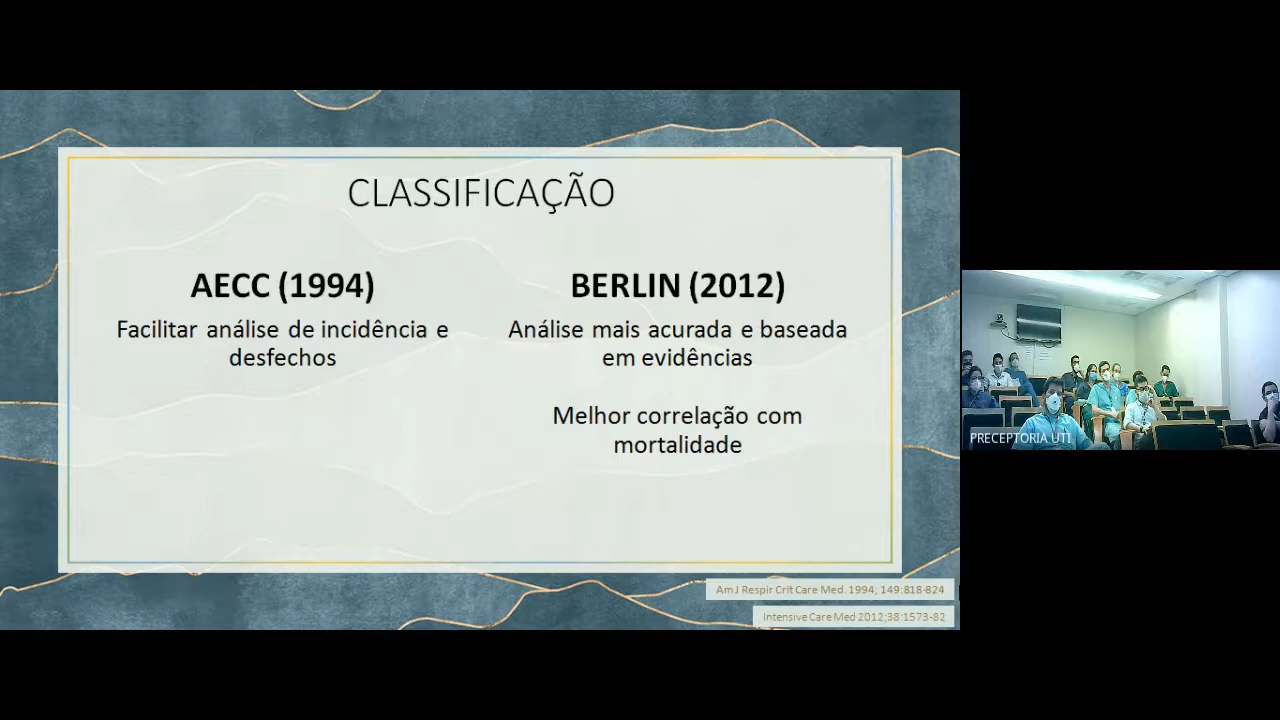 CLASSIFICAÇÃO
AECC (1994)
Facilitar análise de incidência e
desfechos
BERLIN (2012)
Análise mais acurada e baseada
em evidências
Melhor correlação com
mortalidade
Am J Respir Crit Care Med. 1994; 149:818-824
Intensive Care Med 2012;38:1573-82
PRECEPTORIA UTI